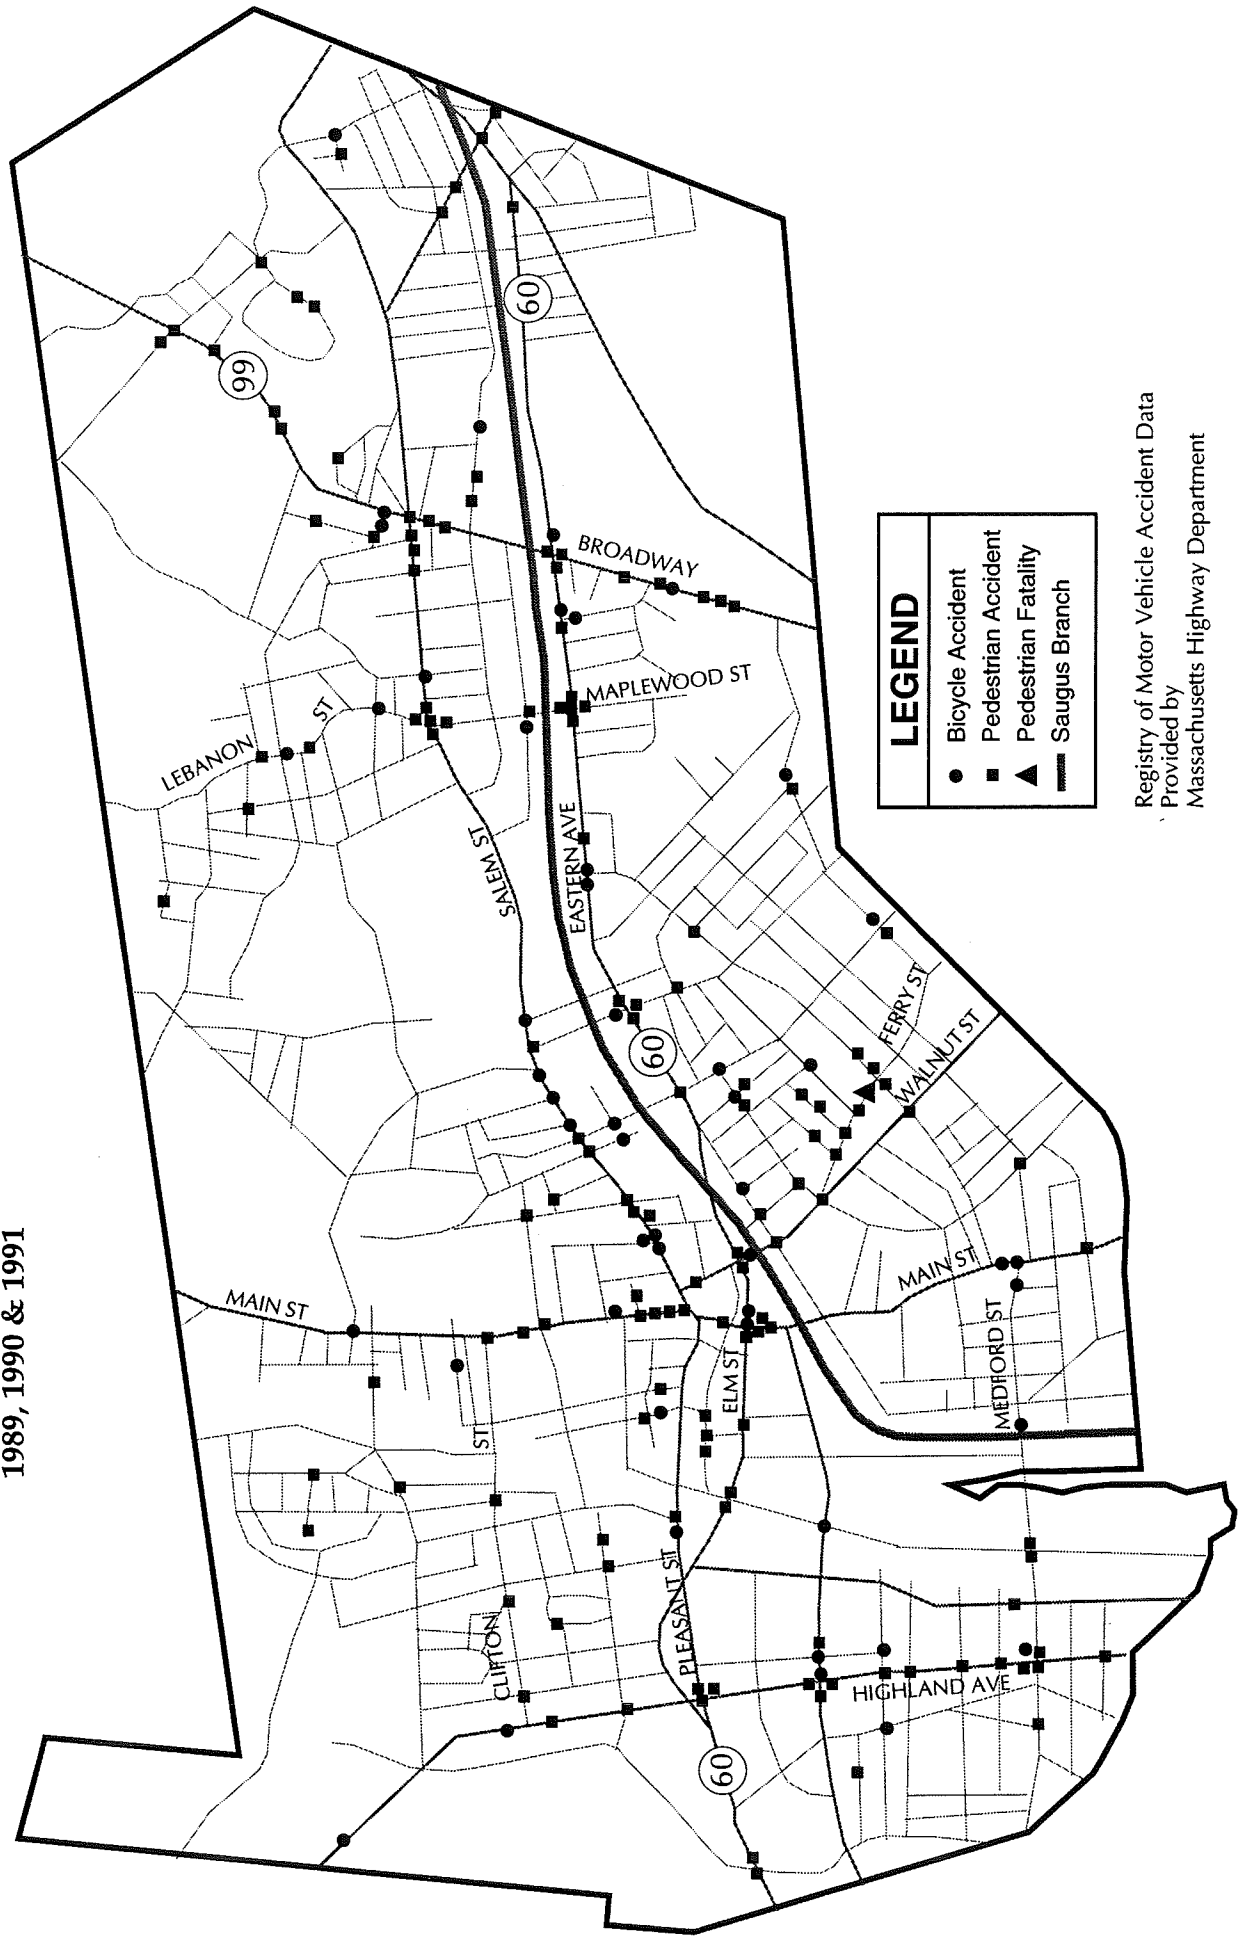 1989, 1990 & 1991
99
60
BROADWAY
MAPLEWOOD ST
LEBANON ST
SALEM ST
EASTERN AVE
60
FERRY ST
WALNUT ST
MAIN ST
MAIN ST
MEDFORD ST
ELM ST
CLIFTON ST
PLEASANT ST
HIGHLAND AVE
60
LEGEND
Bicycle Accident
Pedestrian Accident
Pedestrian Fatality
Saugus Branch
Registry of Motor Vehicle Accident Data
Provided by
Massachusetts Highway Department